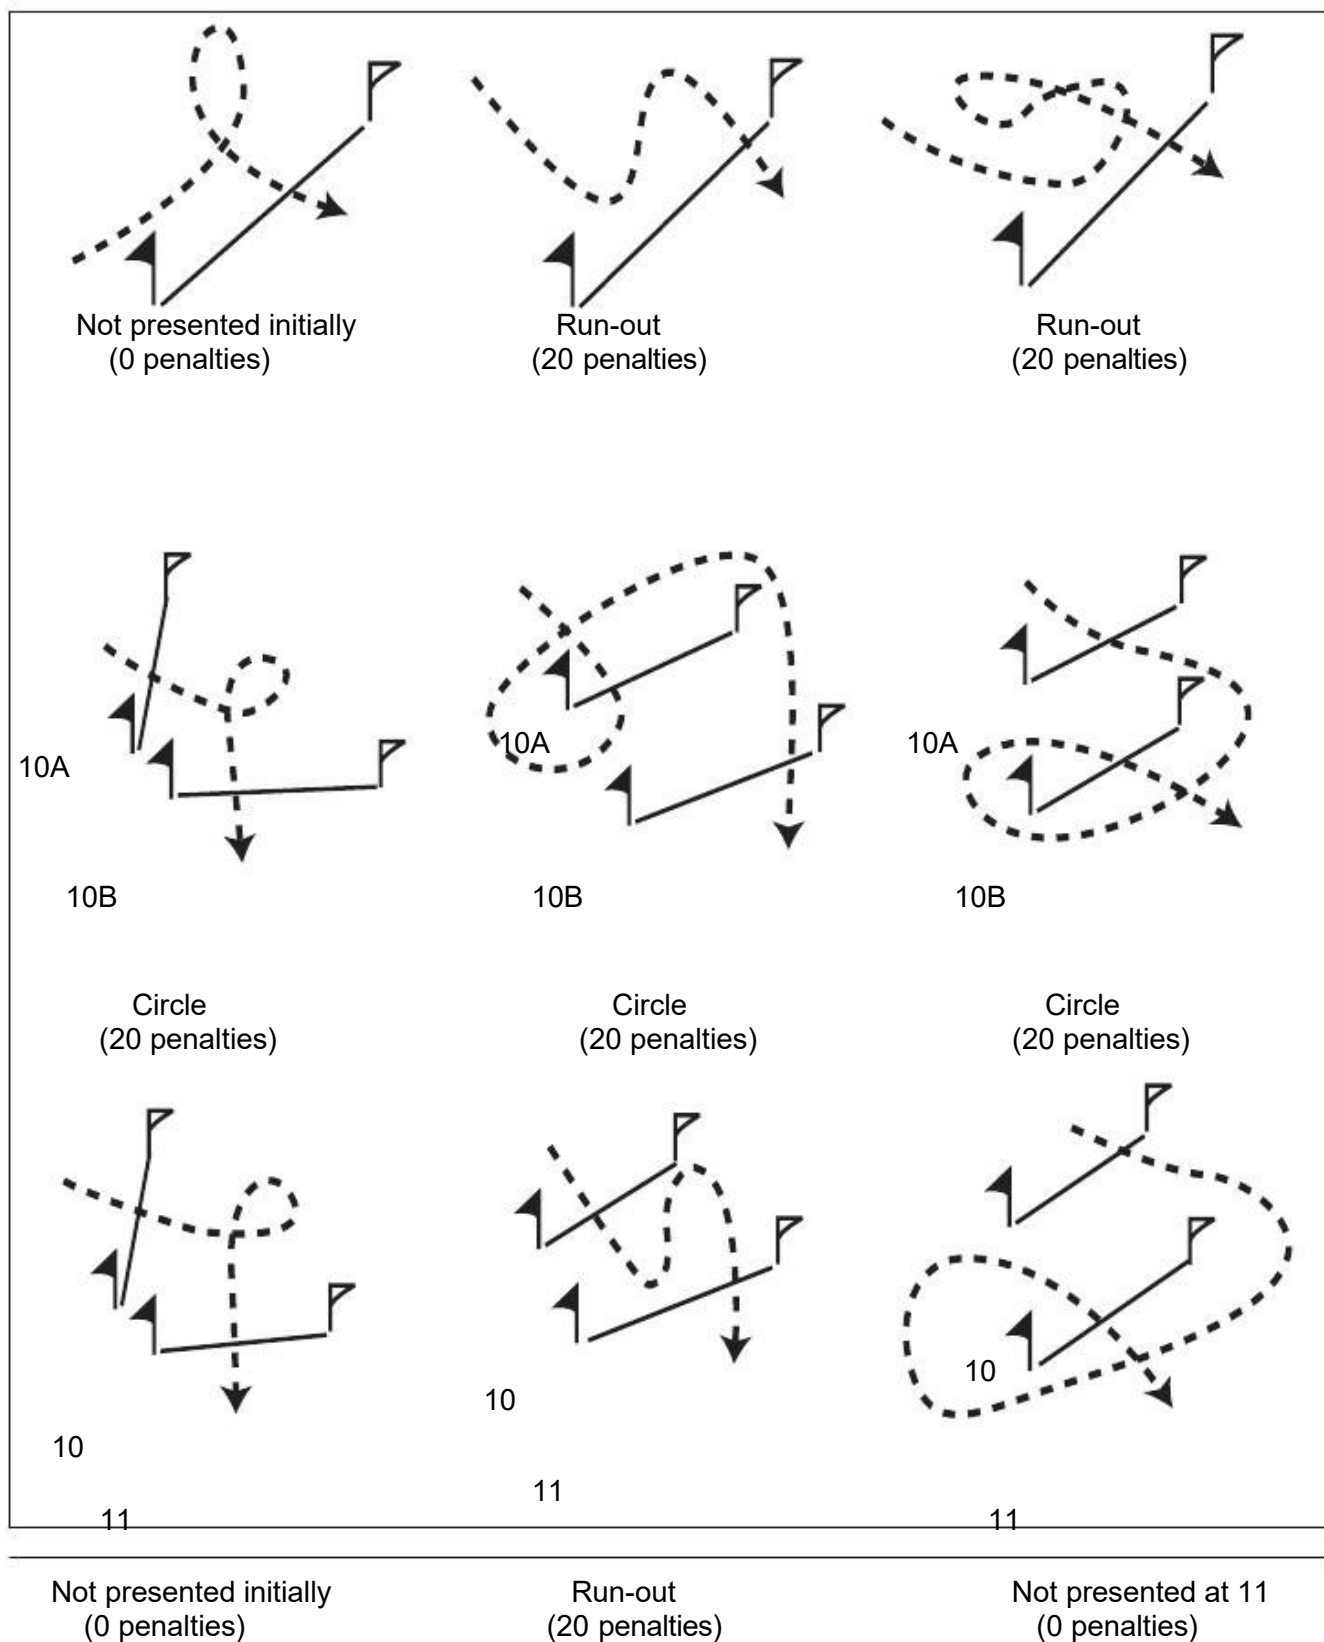 Not presented initially
(0 penalties)
Run-out
(20 penalties)
Run-out
(20 penalties)
10A
10B
Circle
(20 penalties)
10A
10B
Circle
(20 penalties)
10A
10B
Circle
(20 penalties)
10
11
Not presented initially
(0 penalties)
10
11
Run-out
(20 penalties)
10
11
Not presented at 11
(0 penalties)